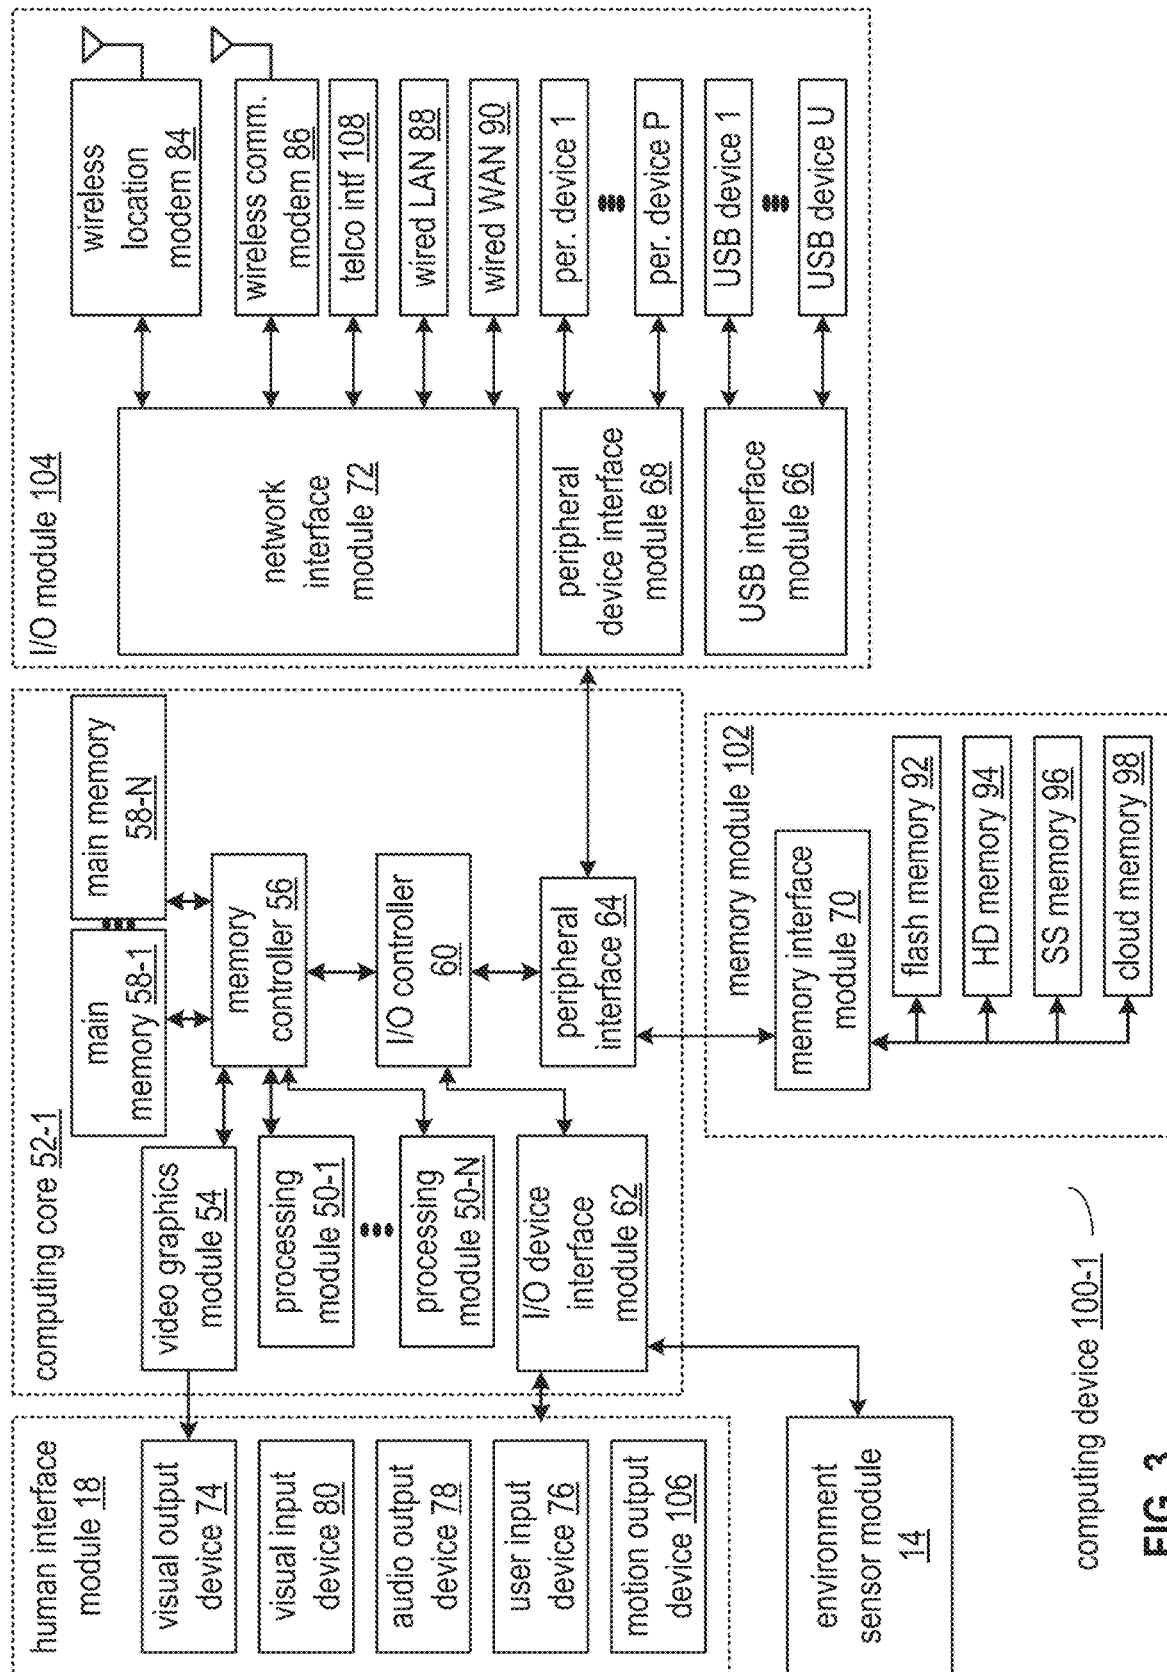 human interface
module 18
visual output
device 74
visual input
device 80
audio output
device 78
user input
device 76
motion output
device 106
environment
sensor module
14
computing core 52-1
video graphics
module 54
processing
module 50-1
processing
module 50-N
I/O device
interface
module 62
main
memory 58-1
main memory
58-N
memory
controller 56
I/O controller
60
peripheral
interface 64
memory module 102
memory interface
module 70
flash memory 92
HD memory 94
SS memory 96
cloud memory 98
I/O module 104
network
interface
module 72
peripheral
device interface
module 68
USB interface
module 66
wireless
location
modem 84
wireless comm.
modem 86
telco intf 108
wired LAN 88
wired WAN 90
per. device 1
per. device P
USB device 1
USB device U
computing device 100-1
FIG. 3